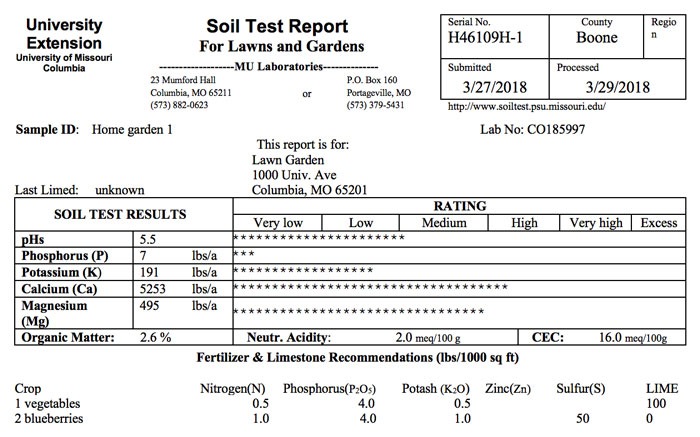 University
Extension
University of Missouri
Columbia
Soil Test Report
For Lawns and Gardens
-------------------MU Laboratories--------------
23 Mumford Hall
Columbia, MO 65211
(573) 882-0623
or
P.O. Box 160
Portageville, MO
(573) 379-5431
Serial No.
H46109H-1
County
Boone
Regio
n
Submitted
3/27/2018
Processed
3/29/2018
http://www.soiltest.psu.missouri.edu/
Sample ID: Home garden 1
Lab No: CO185997
This report is for:
Lawn Garden
1000 Univ. Ave
Columbia, MO 65201
Last Limed: unknown
SOIL TEST RESULTS
RATING
Very low Low Medium High Very high Excess
pHs 5.5 **********************
Phosphorus (P) 7 lbs/a ***
Potassium (K) 191 lbs/a ******************
Calcium (Ca) 5253 lbs/a ***********************************
Magnesium
(Mg) 495 lbs/a ********************************
Organic Matter: 2.6 % Neutr. Acidity: 2.0 meq/100 g CEC: 16.0 meq/100g
Fertilizer & Limestone Recommendations (lbs/1000 sq ft)
Crop Nitrogen(N) Phosphorus(P₂O₅) Potash (K₂O) Zinc(Zn) Sulfur(S) LIME
1 vegetables 0.5 4.0 0.5 100
2 blueberries 1.0 4.0 1.0 50 0